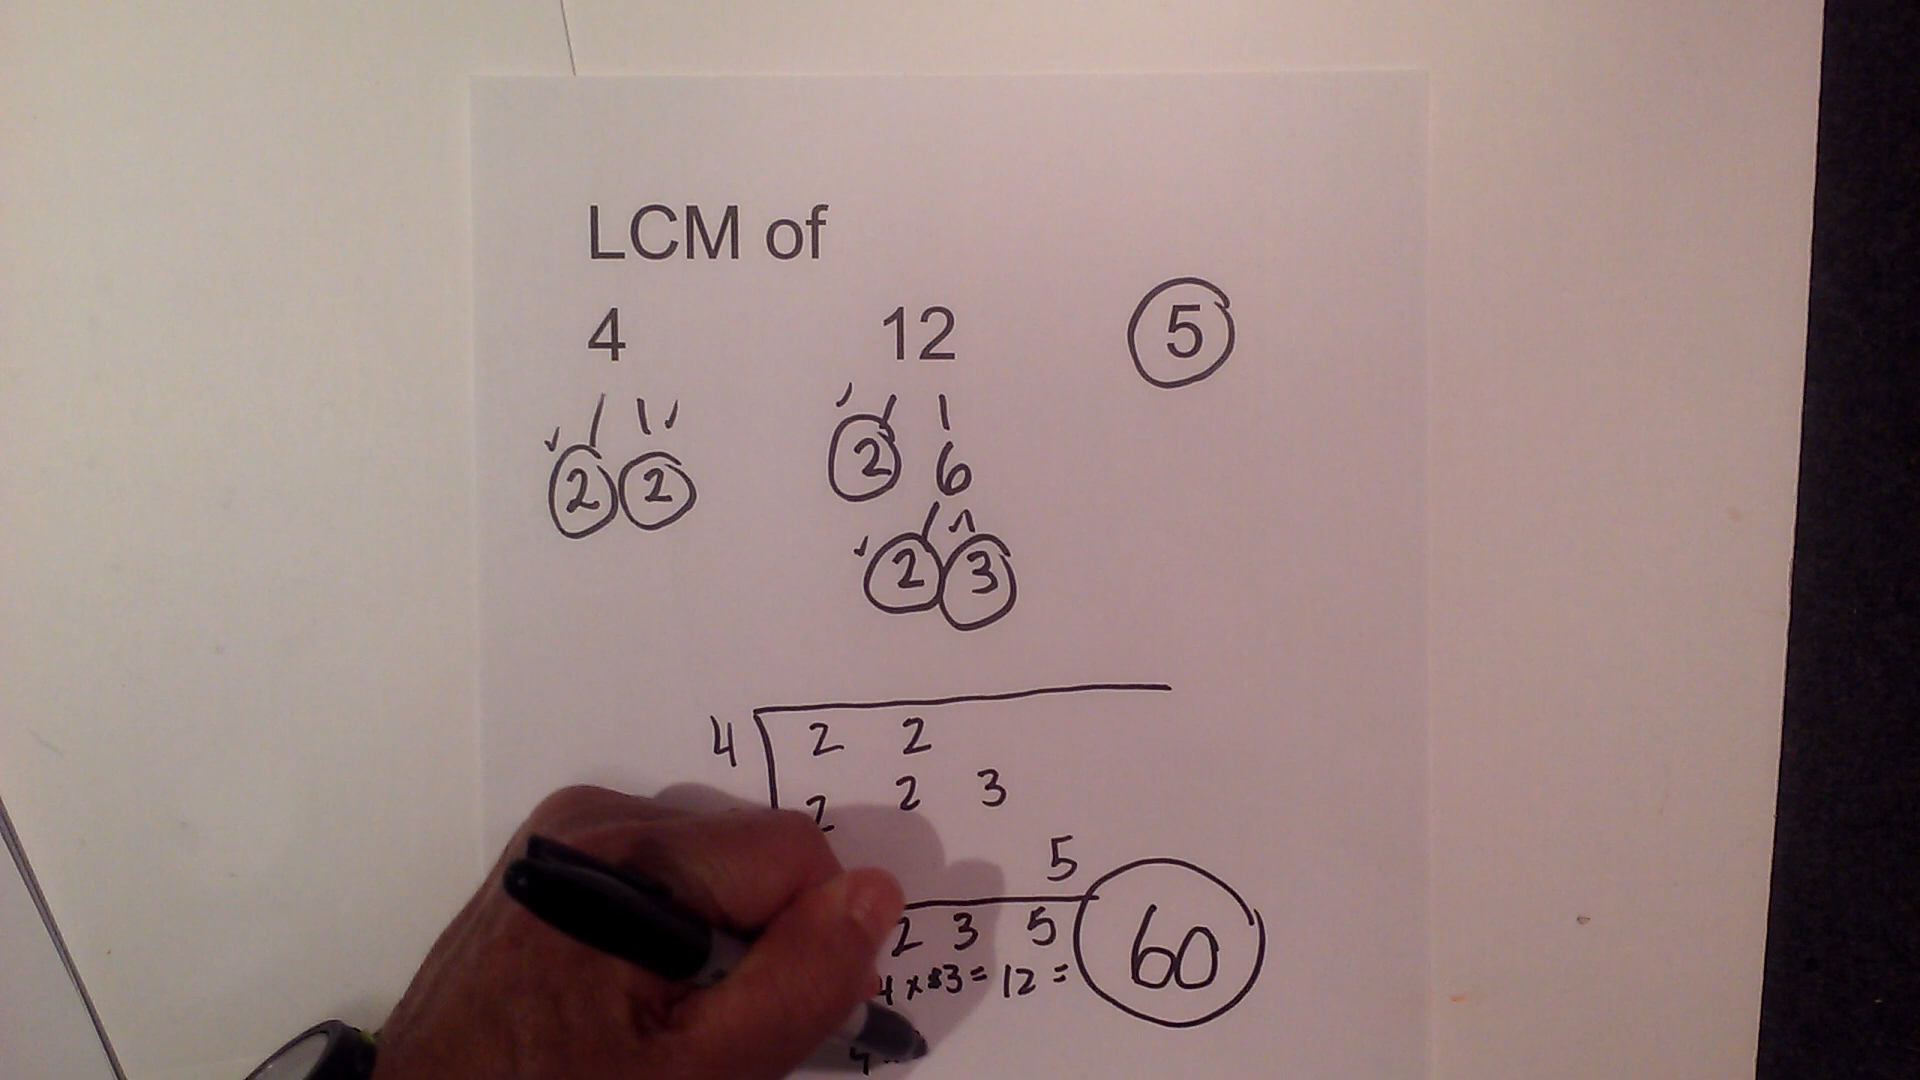 LCM of
4 12 5
2 2 2 6
2 3
4 2 2
2 2 3
5
2 3 5 60
4 x 3 = 12 =
4